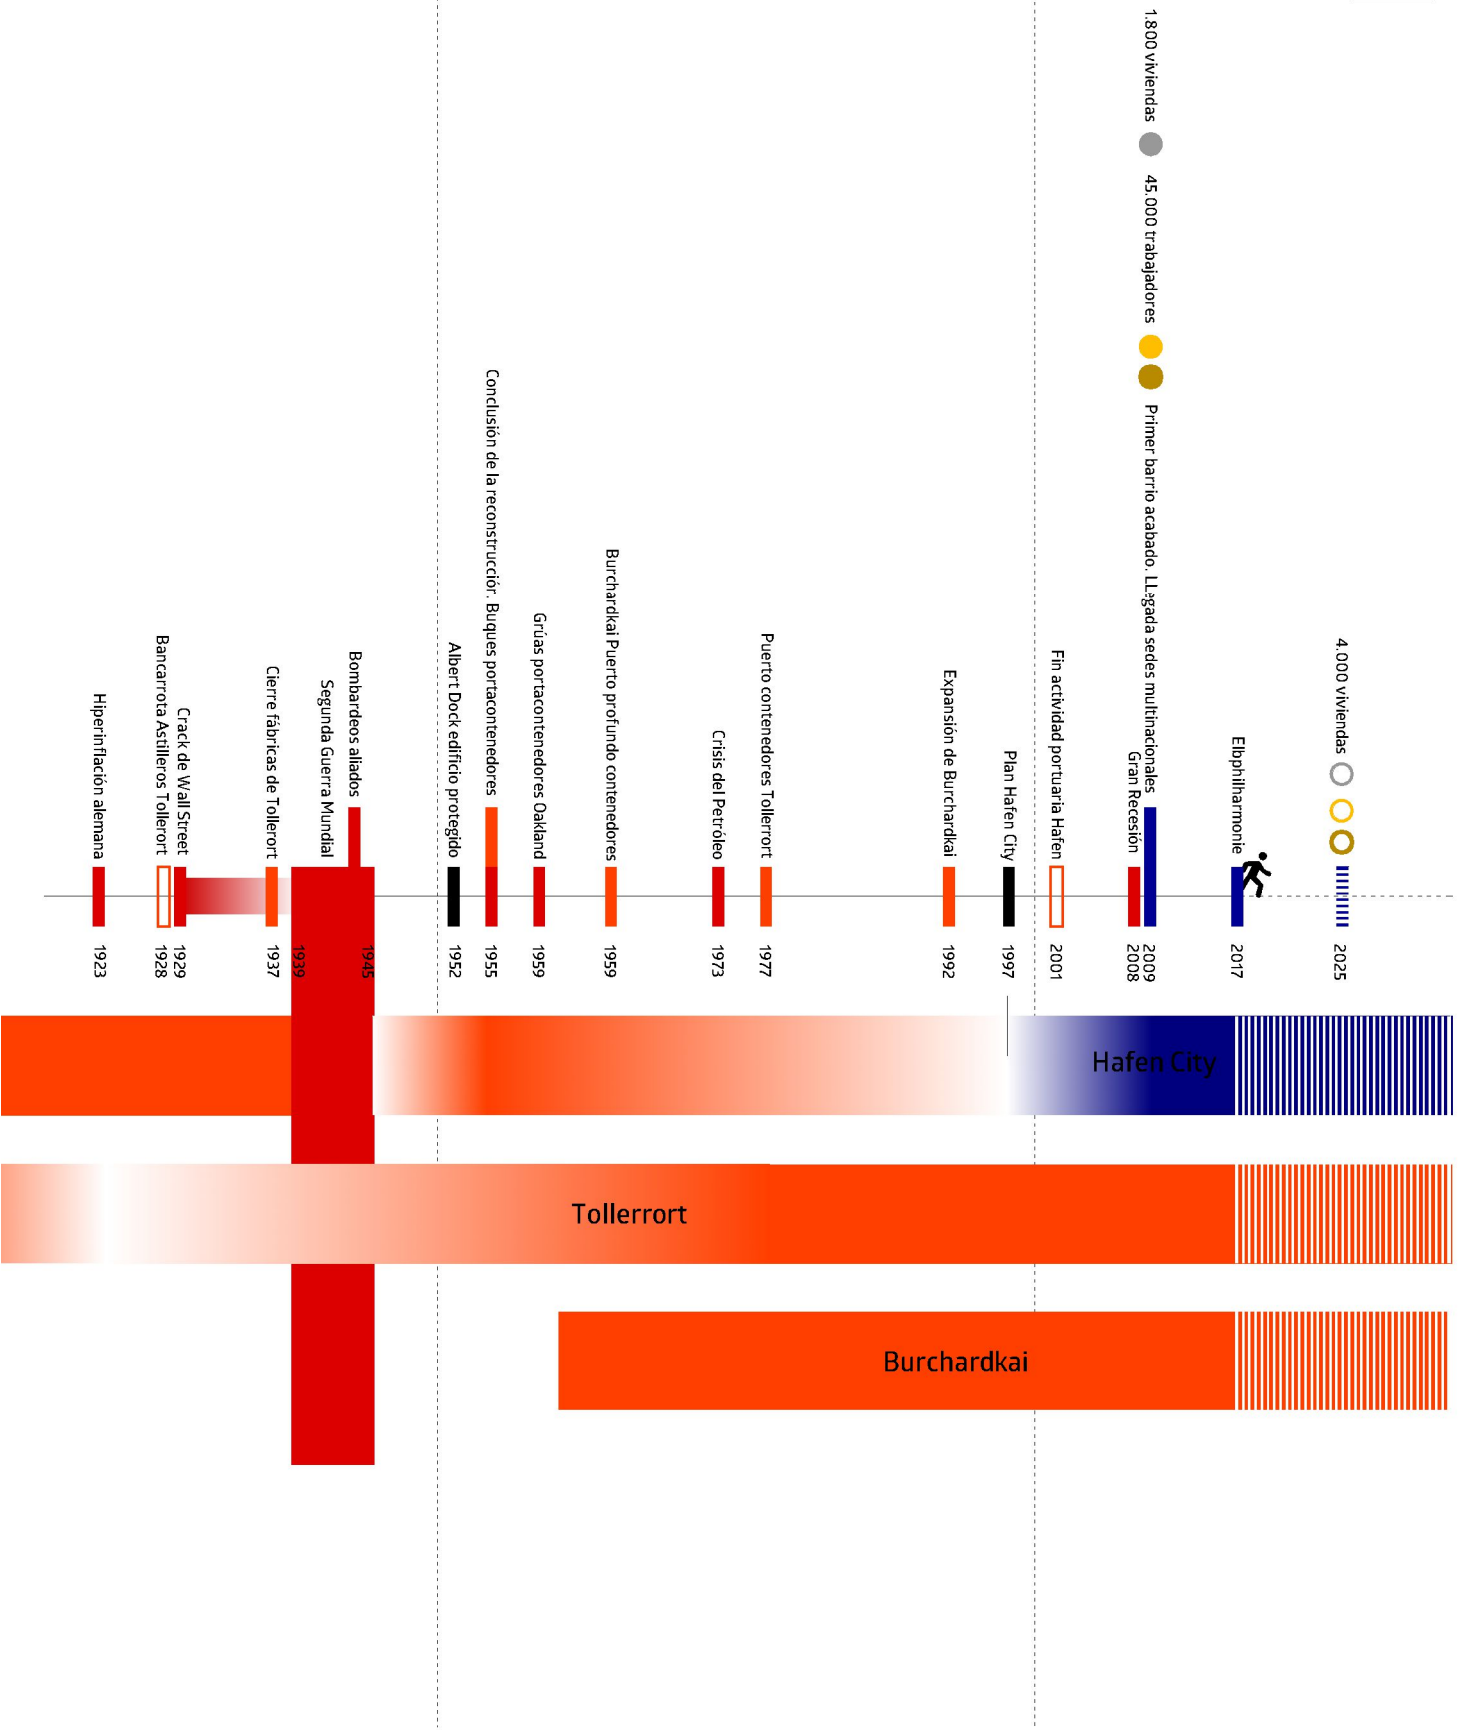 1.800 viviendas
45.000 trabajadores
Primer barrio acabado. LLegada sedes multinacionales
Hiperinflación alemana
Bancarrota Astilleros Tollerort
Crack de Wall Street
Cierre fábricas de Tollerort
Segunda Guerra Mundial
Bombardeos aliados
Albert Dock edificio protegido
Conclusión de la reconstrucción. Buques portacontenedores
Grúas portacontenedores Oakland
Burchardkai Puerto profundo contenedores
Crisis del Petróleo
Puerto contenedores Tollerrort
Expansión de Burchardkai
Plan Hafen City
Fin actividad portuaria Hafen
Gran Recesión
Elbphilharmonie
4.000 viviendas
1923
1928
1929
1937
1939
1945
1952
1955
1959
1959
1973
1977
1992
1997
2001
2008
2009
2017
2025
Hafen City
Tollerrort
Burchardkai